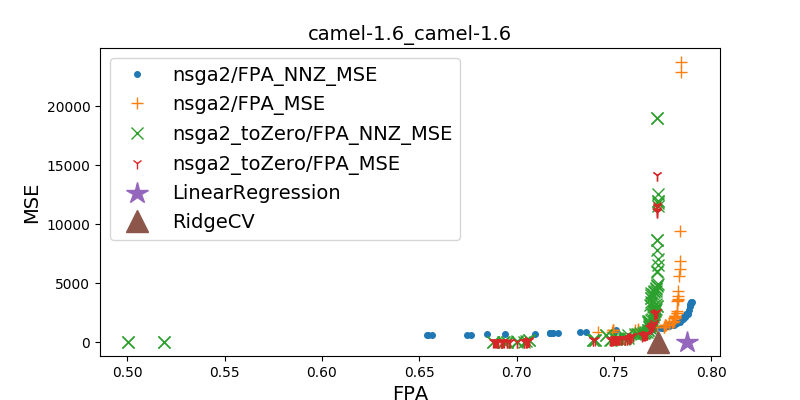 camel-1.6_camel-1.6
nsga2/FPA_NNZ_MSE
nsga2/FPA_MSE
nsga2_toZero/FPA_NNZ_MSE
nsga2_toZero/FPA_MSE
LinearRegression
RidgeCV
MSE
20000
15000
10000
5000
0
0.50 0.55 0.60 0.65 0.70 0.75 0.80
FPA